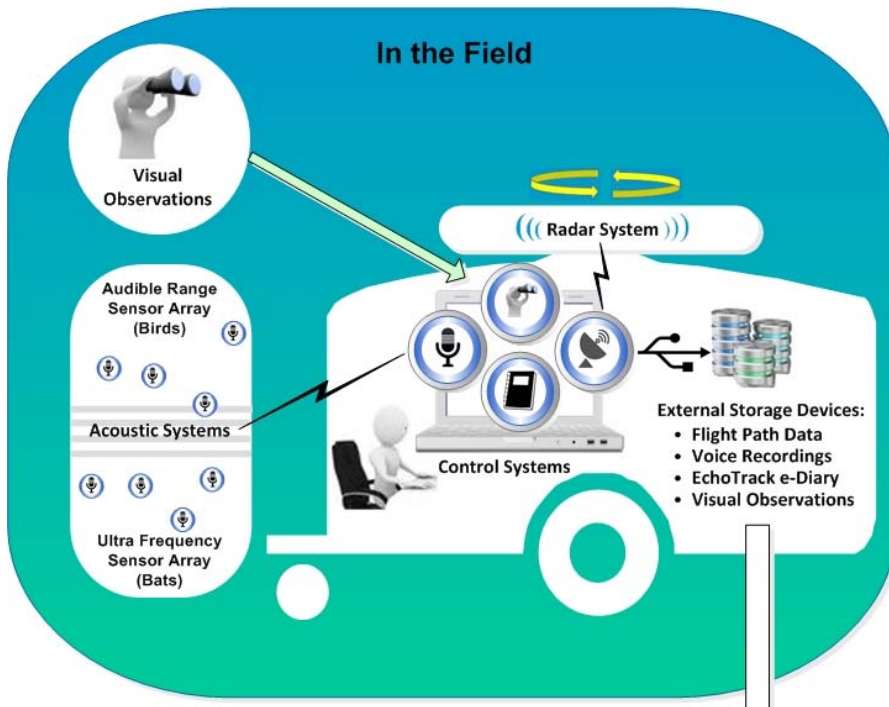 In the Field
Visual
Observations
((( Radar System )))
Audible Range
Sensor Array
(Birds)
Acoustic Systems
Ultra Frequency
Sensor Array
(Bats)
Control Systems
External Storage Devices:
• Flight Path Data
• Voice Recordings
• EchoTrack e-Diary
• Visual Observations